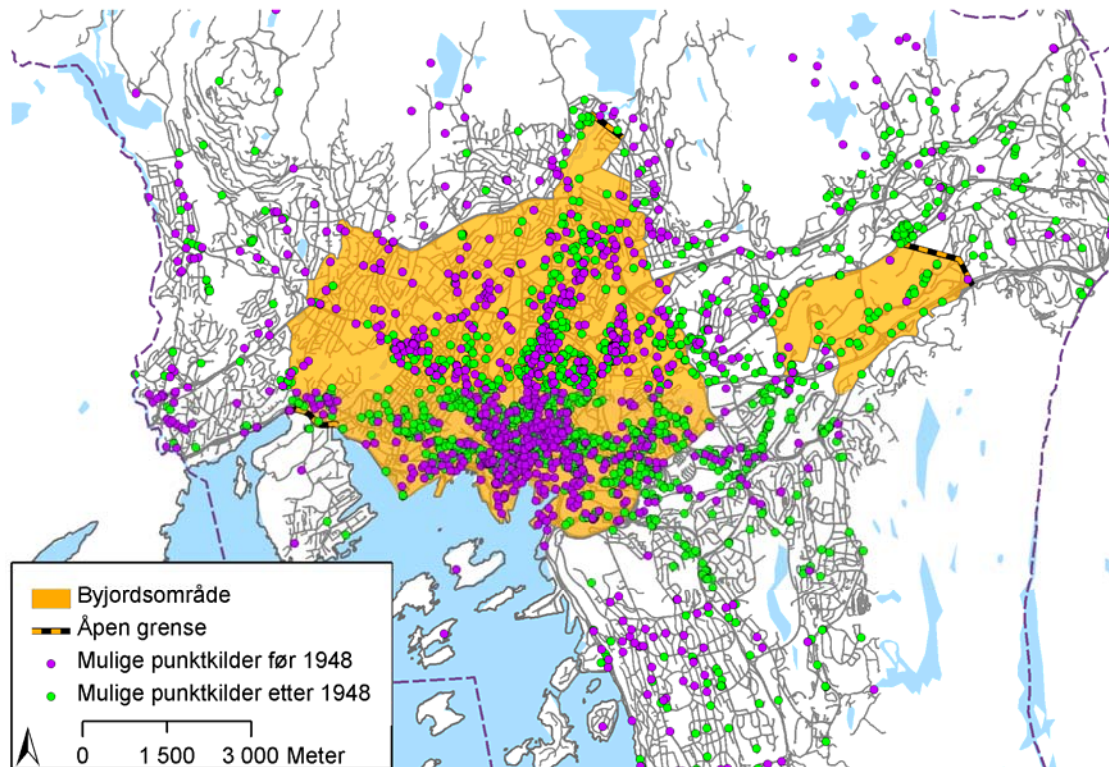 Byjordsområde
Åpen grense
Mulige punktkilder før 1948
Mulige punktkilder etter 1948
0 1 500 3 000 Meter